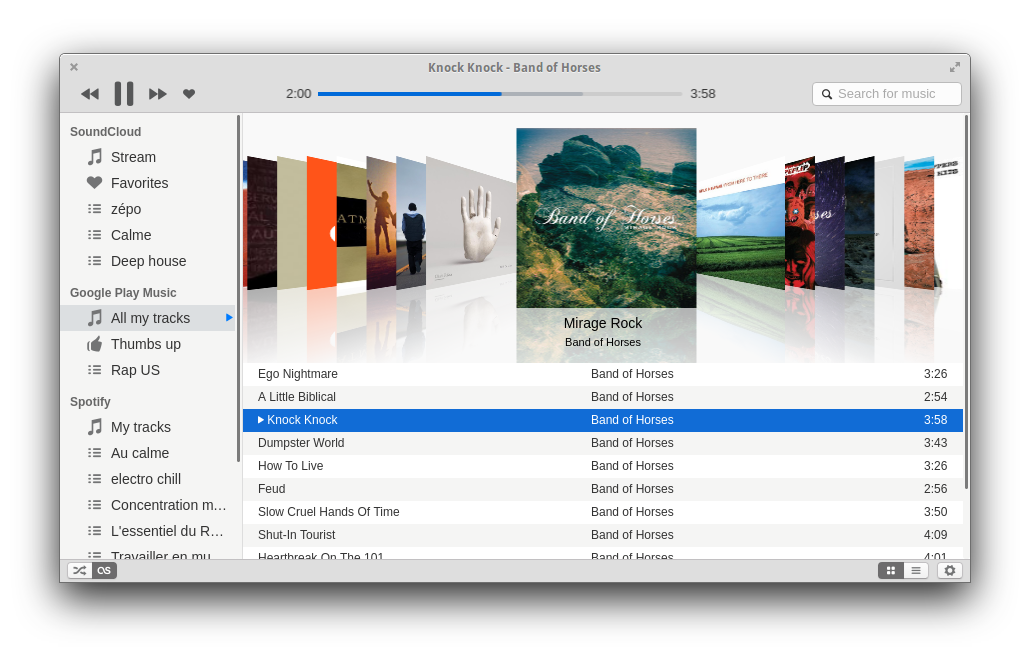 Knock Knock - Band of Horses
2:00
3:58
Search for music
SoundCloud
Stream
Favorites
zépo
Calme
Deep house
Google Play Music
All my tracks
Thumbs up
Rap US
Spotify
My tracks
Au calme
electro chill
Concentration m…
L'essentiel du R…
Travailler en mu
ATM
Band of Horses
FROM HERE TO THERE
Mirage Rock
Band of Horses
Ego Nightmare Band of Horses 3:26
A Little Biblical Band of Horses 2:54
Knock Knock Band of Horses 3:58
Dumpster World Band of Horses 3:43
How To Live Band of Horses 3:26
Feud Band of Horses 2:56
Slow Cruel Hands Of Time Band of Horses 3:50
Shut-In Tourist Band of Horses 4:09
Heartbreak On The 101 Band of Horses 4:01